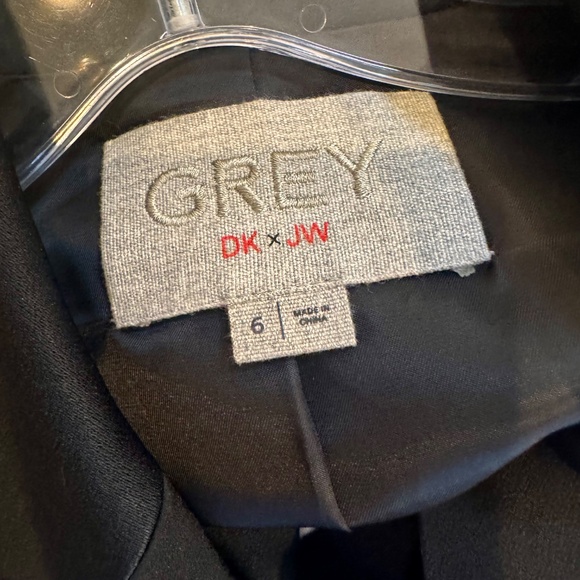 GREY
DK × JW
6 | MADE IN
CHINA